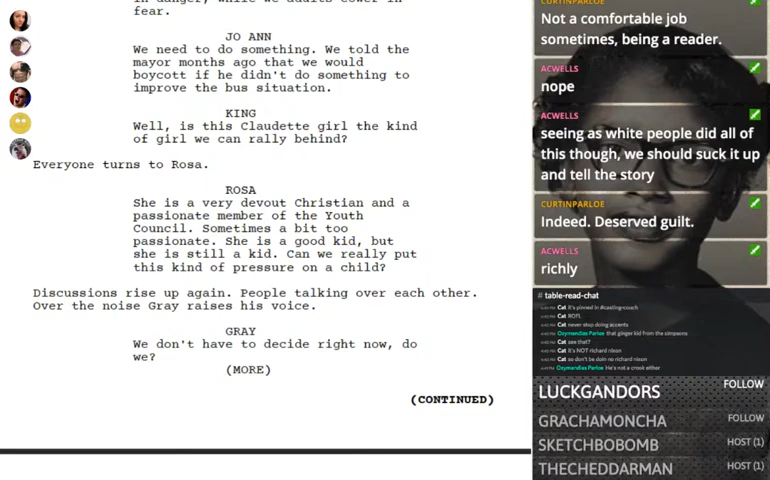 in danger, while we adults cower in
fear.
JO ANN
We need to do something. We told the
mayor months ago that we would
boycott if he didn't do something to
improve the bus situation.
KING
Well, is this Claudette girl the kind
of girl we can rally behind?
Everyone turns to Rosa.
ROSA
She is a very devout Christian and a
passionate member of the Youth
Council. Sometimes a bit too
passionate. She is a good kid, but
she is still a kid. Can we really put
this kind of pressure on a child?
Discussions rise up again. People talking over each other.
Over the noise Gray raises his voice.
GRAY
We don't have to decide right now, do
we?
(MORE)
(CONTINUED)
CURTINPARLOE
Not a comfortable job
sometimes, being a reader.
ACWELLS
nope
ACWELLS
seeing as white people did all of
this though, we should suck it up
and tell the story
CURTINPARLOE
Indeed. Deserved guilt.
ACWELLS
richly
# table-read-chat
Cat it's pinned in #casting-couch
Cat ROFL
Cat never stop doing accents
Ozymandias Parloe that ginger kid from the simpsons
Cat see that?
Cat it's NOT richard nixon
Cat so don't be doin no richard nixon
Ozymandias Parloe He's not a crook either
LUCKGANDORS FOLLOW
GRACHAMONCHA FOLLOW
SKETCHBOBOMB HOST (1)
THECHEDDARMAN HOST (1)